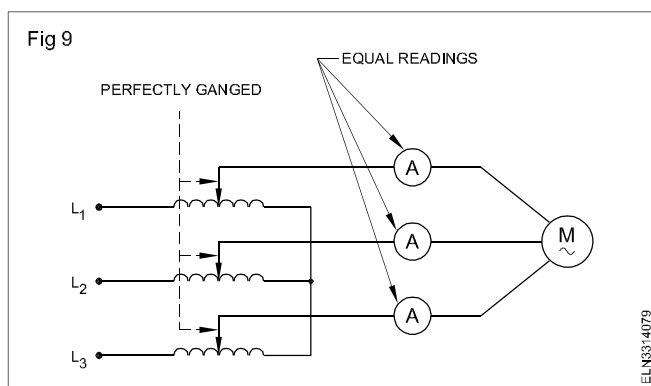 Fig 9
EQUAL READINGS
PERFECTLY GANGED
A
L1
M
~
A
L2
A
L3
ELN3314079